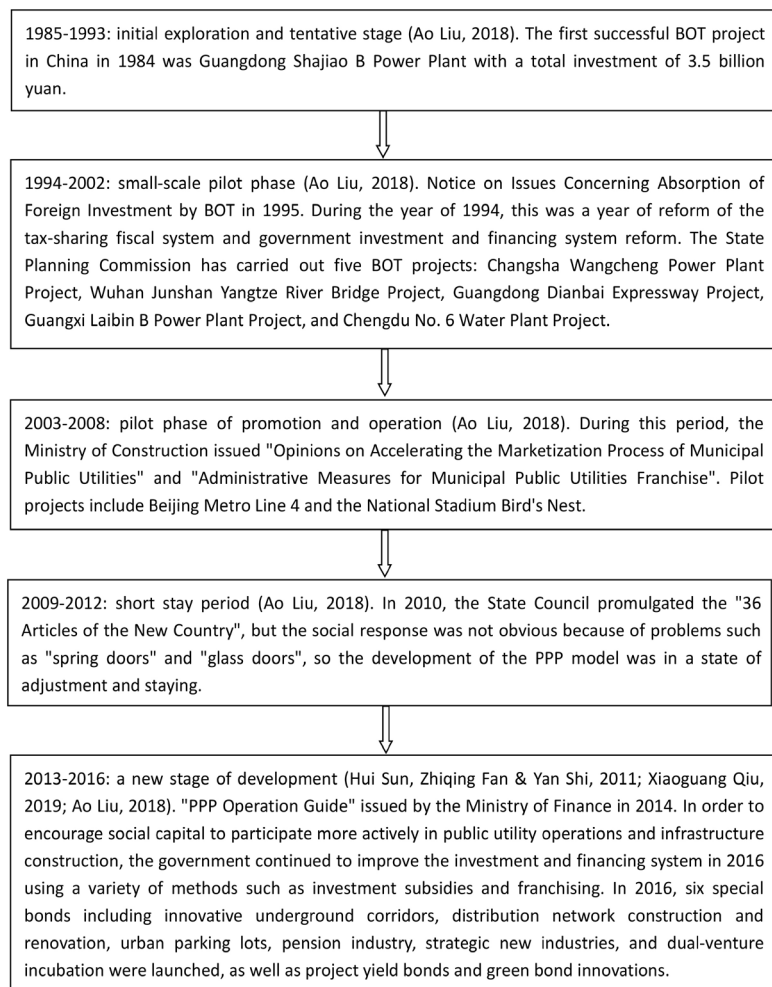 1985-1993: initial exploration and tentative stage (Ao Liu, 2018). The first successful BOT project
in China in 1984 was Guangdong Shajiao B Power Plant with a total investment of 3.5 billion
yuan.
1994-2002: small-scale pilot phase (Ao Liu, 2018). Notice on Issues Concerning Absorption of
Foreign Investment by BOT in 1995. During the year of 1994, this was a year of reform of the
tax-sharing fiscal system and government investment and financing system reform. The State
Planning Commission has carried out five BOT projects: Changsha Wangcheng Power Plant
Project, Wuhan Junshan Yangtze River Bridge Project, Guangdong Dianbai Expressway Project,
Guangxi Laibin B Power Plant Project, and Chengdu No. 6 Water Plant Project.
2003-2008: pilot phase of promotion and operation (Ao Liu, 2018). During this period, the
Ministry of Construction issued "Opinions on Accelerating the Marketization Process of Municipal
Public Utilities" and "Administrative Measures for Municipal Public Utilities Franchise". Pilot
projects include Beijing Metro Line 4 and the National Stadium Bird's Nest.
2009-2012: short stay period (Ao Liu, 2018). In 2010, the State Council promulgated the "36
Articles of the New Country", but the social response was not obvious because of problems such
as "spring doors" and "glass doors", so the development of the PPP model was in a state of
adjustment and staying.
2013-2016: a new stage of development (Hui Sun, Zhiqing Fan & Yan Shi, 2011; Xiaoguang Qiu,
2019; Ao Liu, 2018). "PPP Operation Guide" issued by the Ministry of Finance in 2014. In order to
encourage social capital to participate more actively in public utility operations and infrastructure
construction, the government continued to improve the investment and financing system in 2016
using a variety of methods such as investment subsidies and franchising. In 2016, six special
bonds including innovative underground corridors, distribution network construction and
renovation, urban parking lots, pension industry, strategic new industries, and dual-venture
incubation were launched, as well as project yield bonds and green bond innovations.